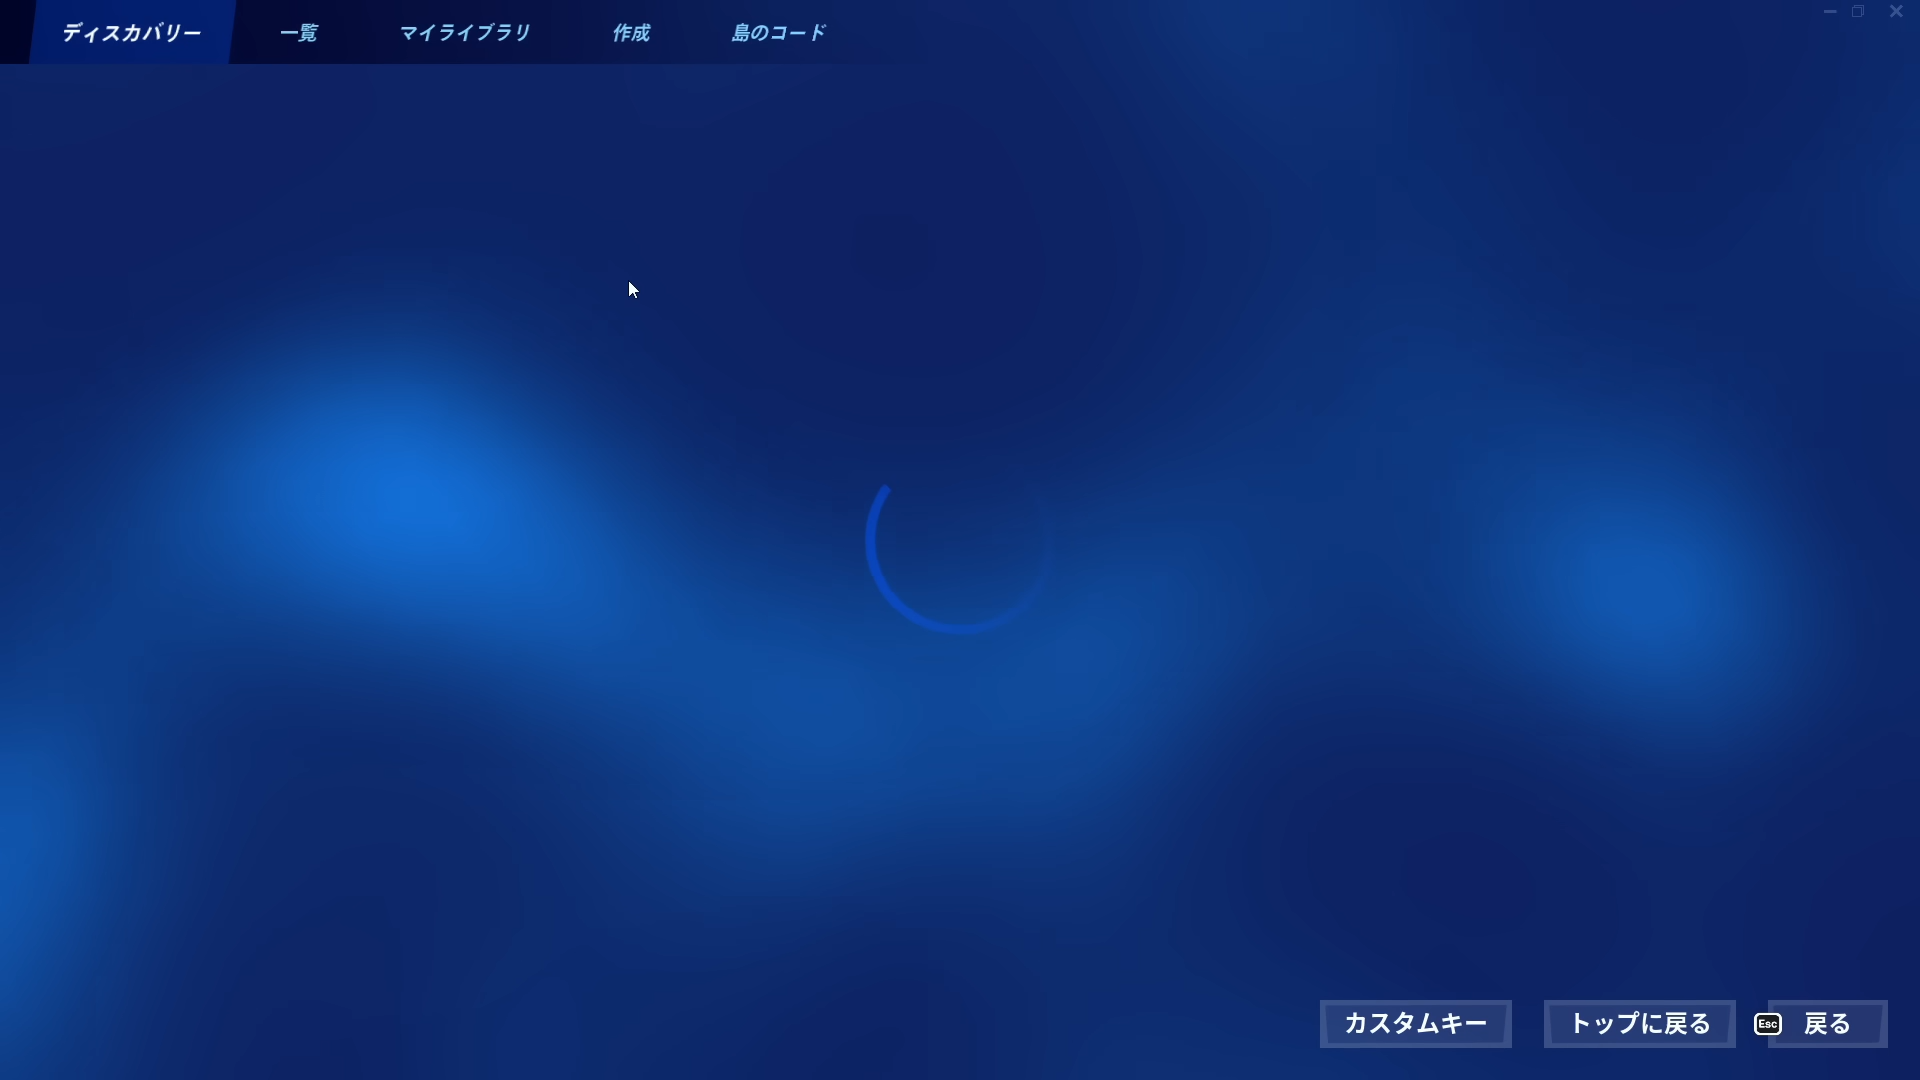 ディスカバリー
一覧
マイライブラリ
作成
島のコード
カスタムキー
トップに戻る
Esc 戻る